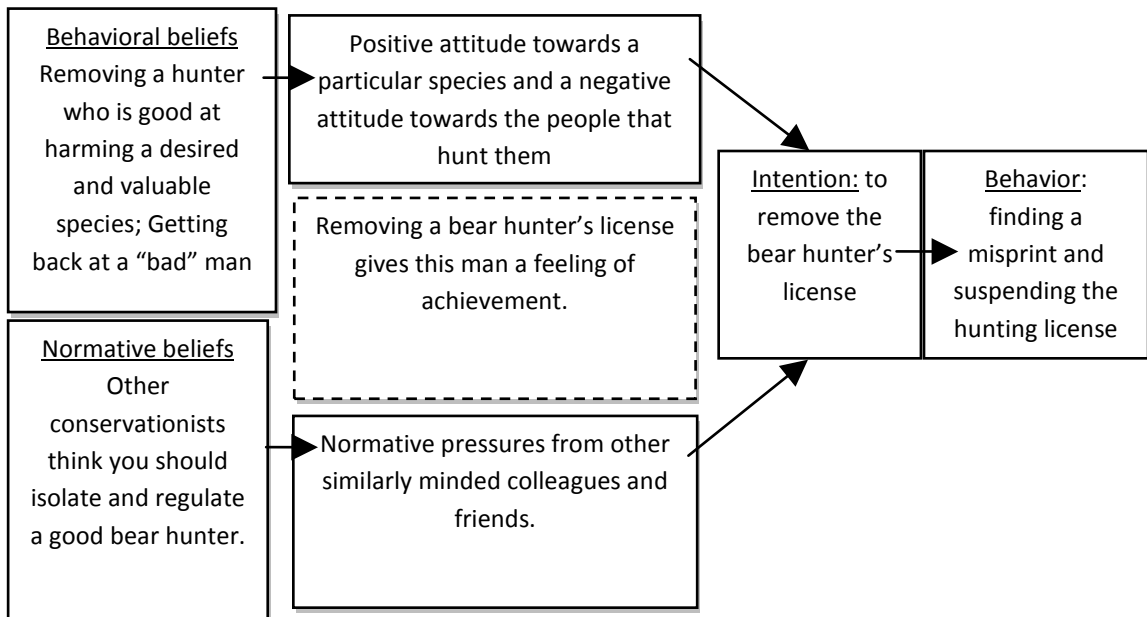 Behavioral beliefs
Removing a hunter
who is good at
harming a desired
and valuable
species; Getting
back at a “bad” man
Positive attitude towards a
particular species and a negative
attitude towards the people that
hunt them
Removing a bear hunter’s license
gives this man a feeling of
achievement.
Intention: to
remove the
bear hunter’s
license
Behavior:
finding a
misprint and
suspending the
hunting license
Normative beliefs
Other
conservationists
think you should
isolate and regulate
a good bear hunter.
Normative pressures from other
similarly minded colleagues and
friends.